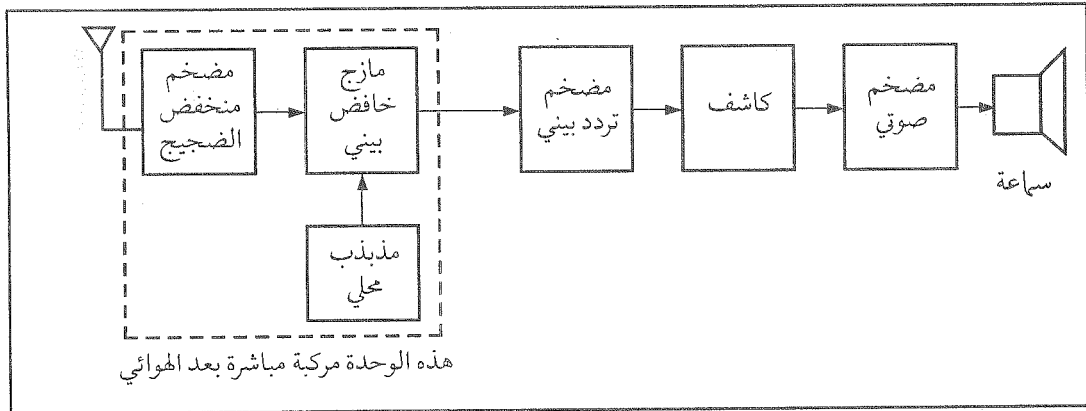 مضخم
منخفض
الضجيج
مازج
خافض
بيني
مذبذب
محلي
مضخم
تردد بيني
كاشف
مضخم
صوتي
سماعة
هذه الوحدة مركبة مباشرة بعد الهوائي